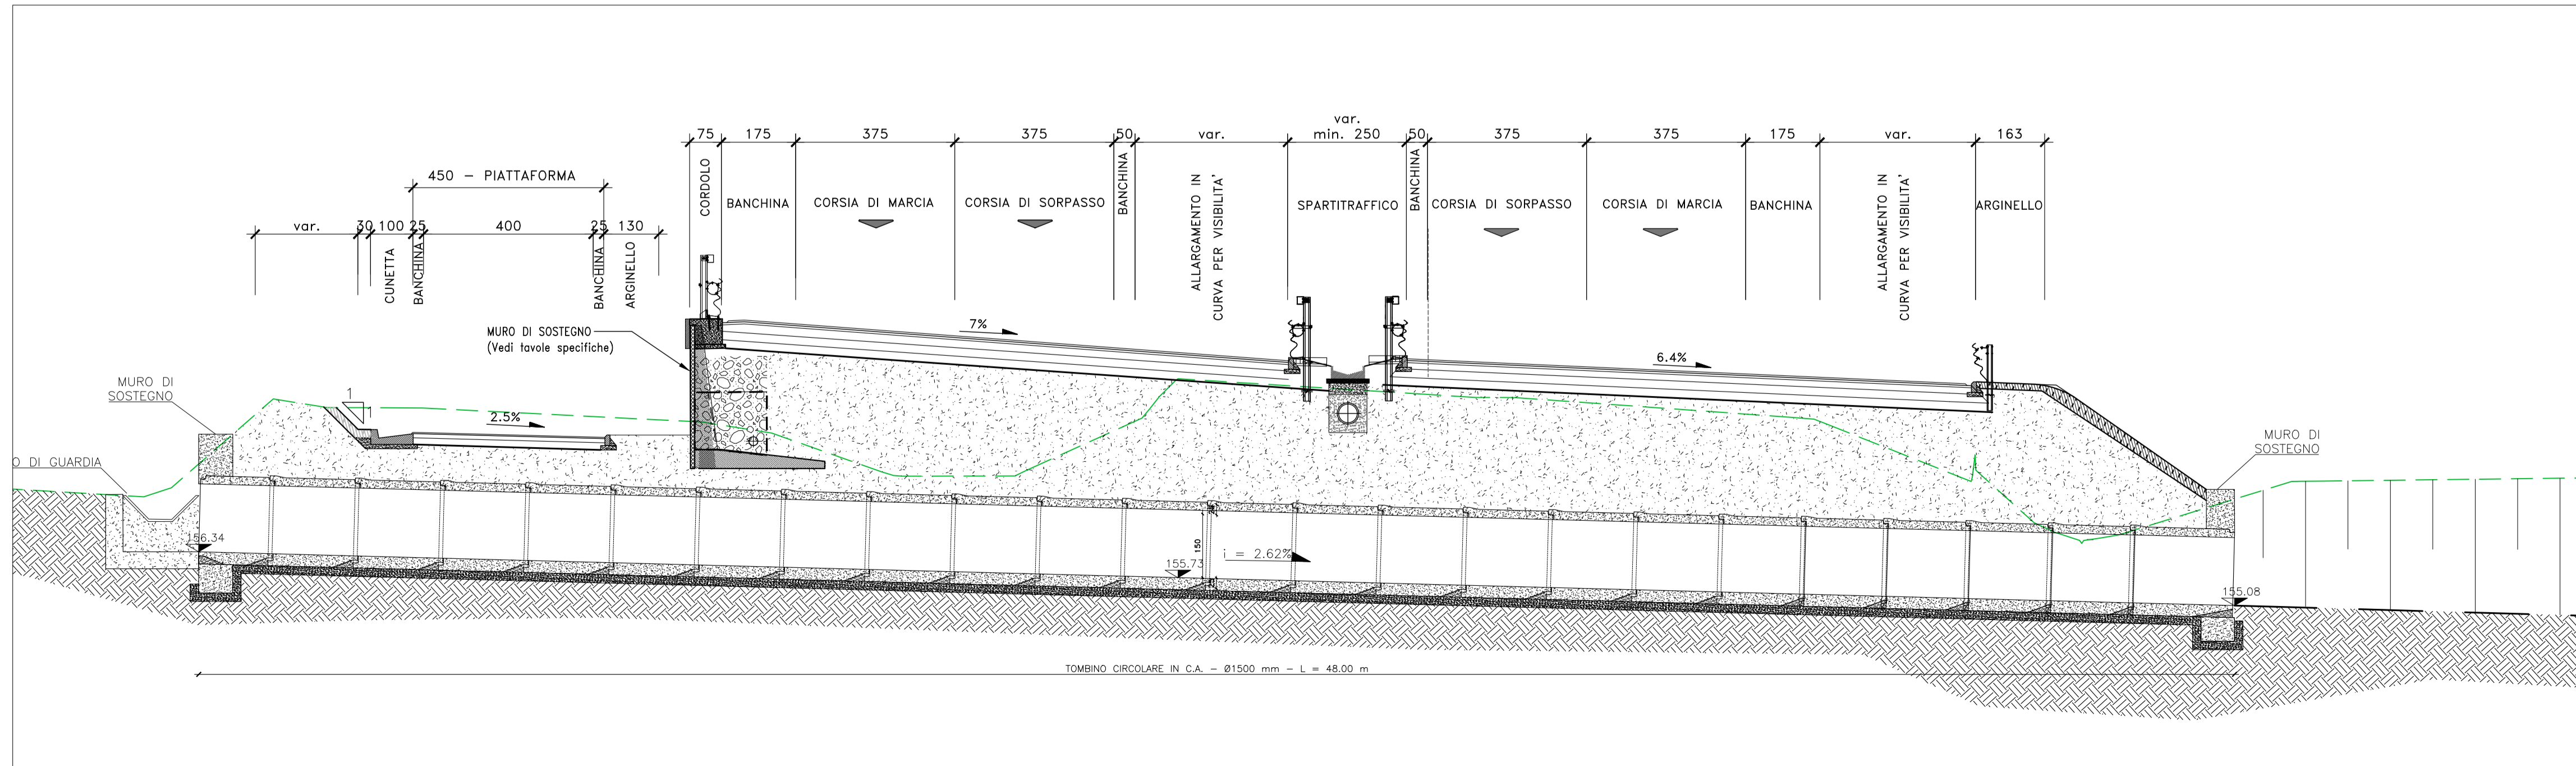 var.
75 175 375 375 50 var. min. 250 50 375 375 175 var. 163
450 – PIATTAFORMA
CORDOLO
BANCHINA
CORSIA DI MARCIA
CORSIA DI SORPASSO
BANCHINA
ALLARGAMENTO IN
CURVA PER VISIBILITA'
SPARTITRAFFICO
BANCHINA
CORSIA DI SORPASSO
CORSIA DI MARCIA
BANCHINA
ALLARGAMENTO IN
CURVA PER VISIBILITA'
ARGINELLO
var. 30 100 25 400 25 130
CUNETTA
BANCHINA
BANCHINA
ARGINELLO
MURO DI SOSTEGNO
(Vedi tavole specifiche)
7%
6.4%
MURO DI
SOSTEGNO
1
1
2.5%
MURO DI
SOSTEGNO
O DI GUARDIA
156.34
150
155.73
i = 2.62%
155.08
TOMBINO CIRCOLARE IN C.A. – Ø1500 mm – L = 48.00 m